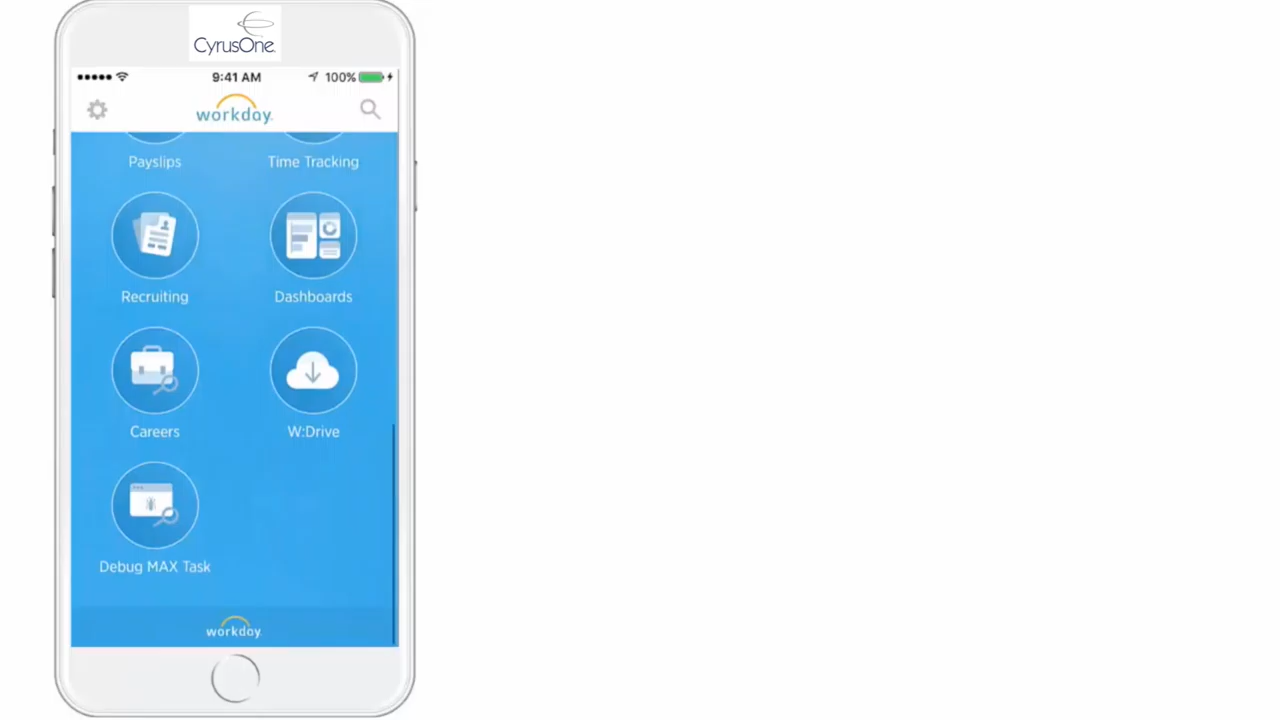 CyrusOne.
9:41 AM
100%
workday.
Payslips
Time Tracking
Recruiting
Dashboards
Careers
W:Drive
Debug MAX Task
workday.